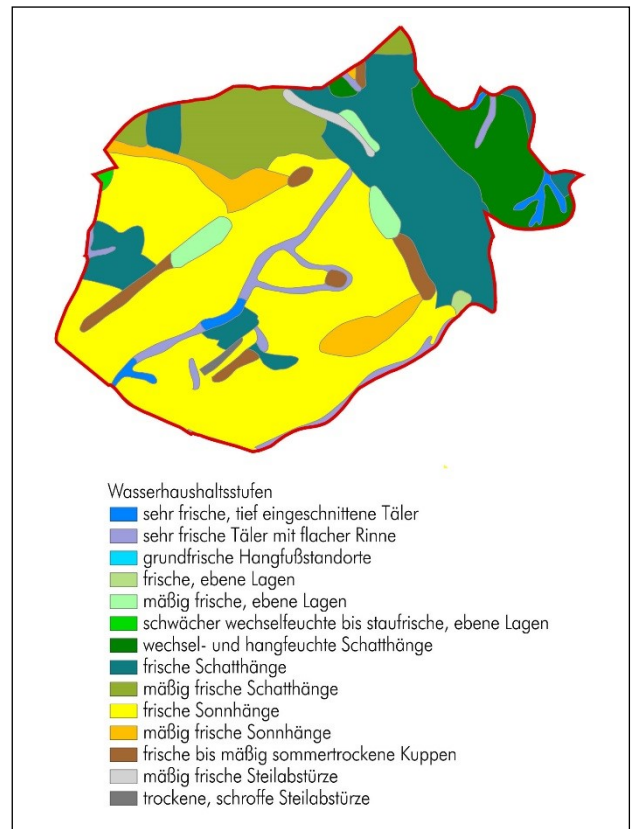 Wasserhaushaltsstufen
sehr frische, tief eingeschnittene Täler
sehr frische Täler mit flacher Rinne
grundfrische Hangfußstandorte
frische, ebene Lagen
mäßig frische, ebene Lagen
schwächer wechselfeuchte bis staufrische, ebene Lagen
wechsel- und hangfeuchte Schatthänge
frische Schatthänge
mäßig frische Schatthänge
frische Sonnhänge
mäßig frische Sonnhänge
frische bis mäßig sommertrockene Kuppen
mäßig frische Steilabstürze
trockene, schroffe Steilabstürze